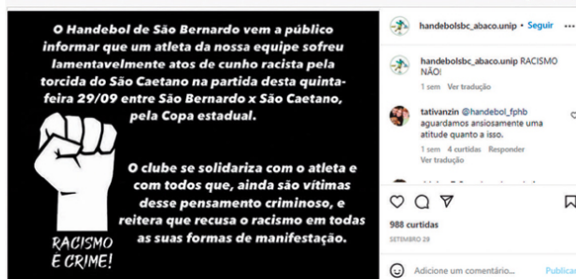 O Handebol de São Bernardo vem a público
informar que um atleta da nossa equipe sofreu
lamentavelmente atos de cunho racista pela
torcida do São Caetano na partida desta quinta-
feira 29/09 entre São Bernardo x São Caetano,
pela Copa estadual.
O clube se solidariza com o atleta e
com todos que, ainda são vítimas
desse pensamento criminoso, e
reitera que recusa o racismo em todas
as suas formas de manifestação.
RACISMO
É CRIME!
handebolsbc_abaco.unip • Seguir ...
handebolsbc_abaco.unip RACISMO
NÃO!
1 sem Ver tradução
tativanzin @handebol_fphb
aguardamos ansiosamente uma
atitude quanto a isso.
1 sem 4 curtidas Responder
Ver tradução
988 curtidas
SETEMBRO 29
Adicione um comentário... Publicar